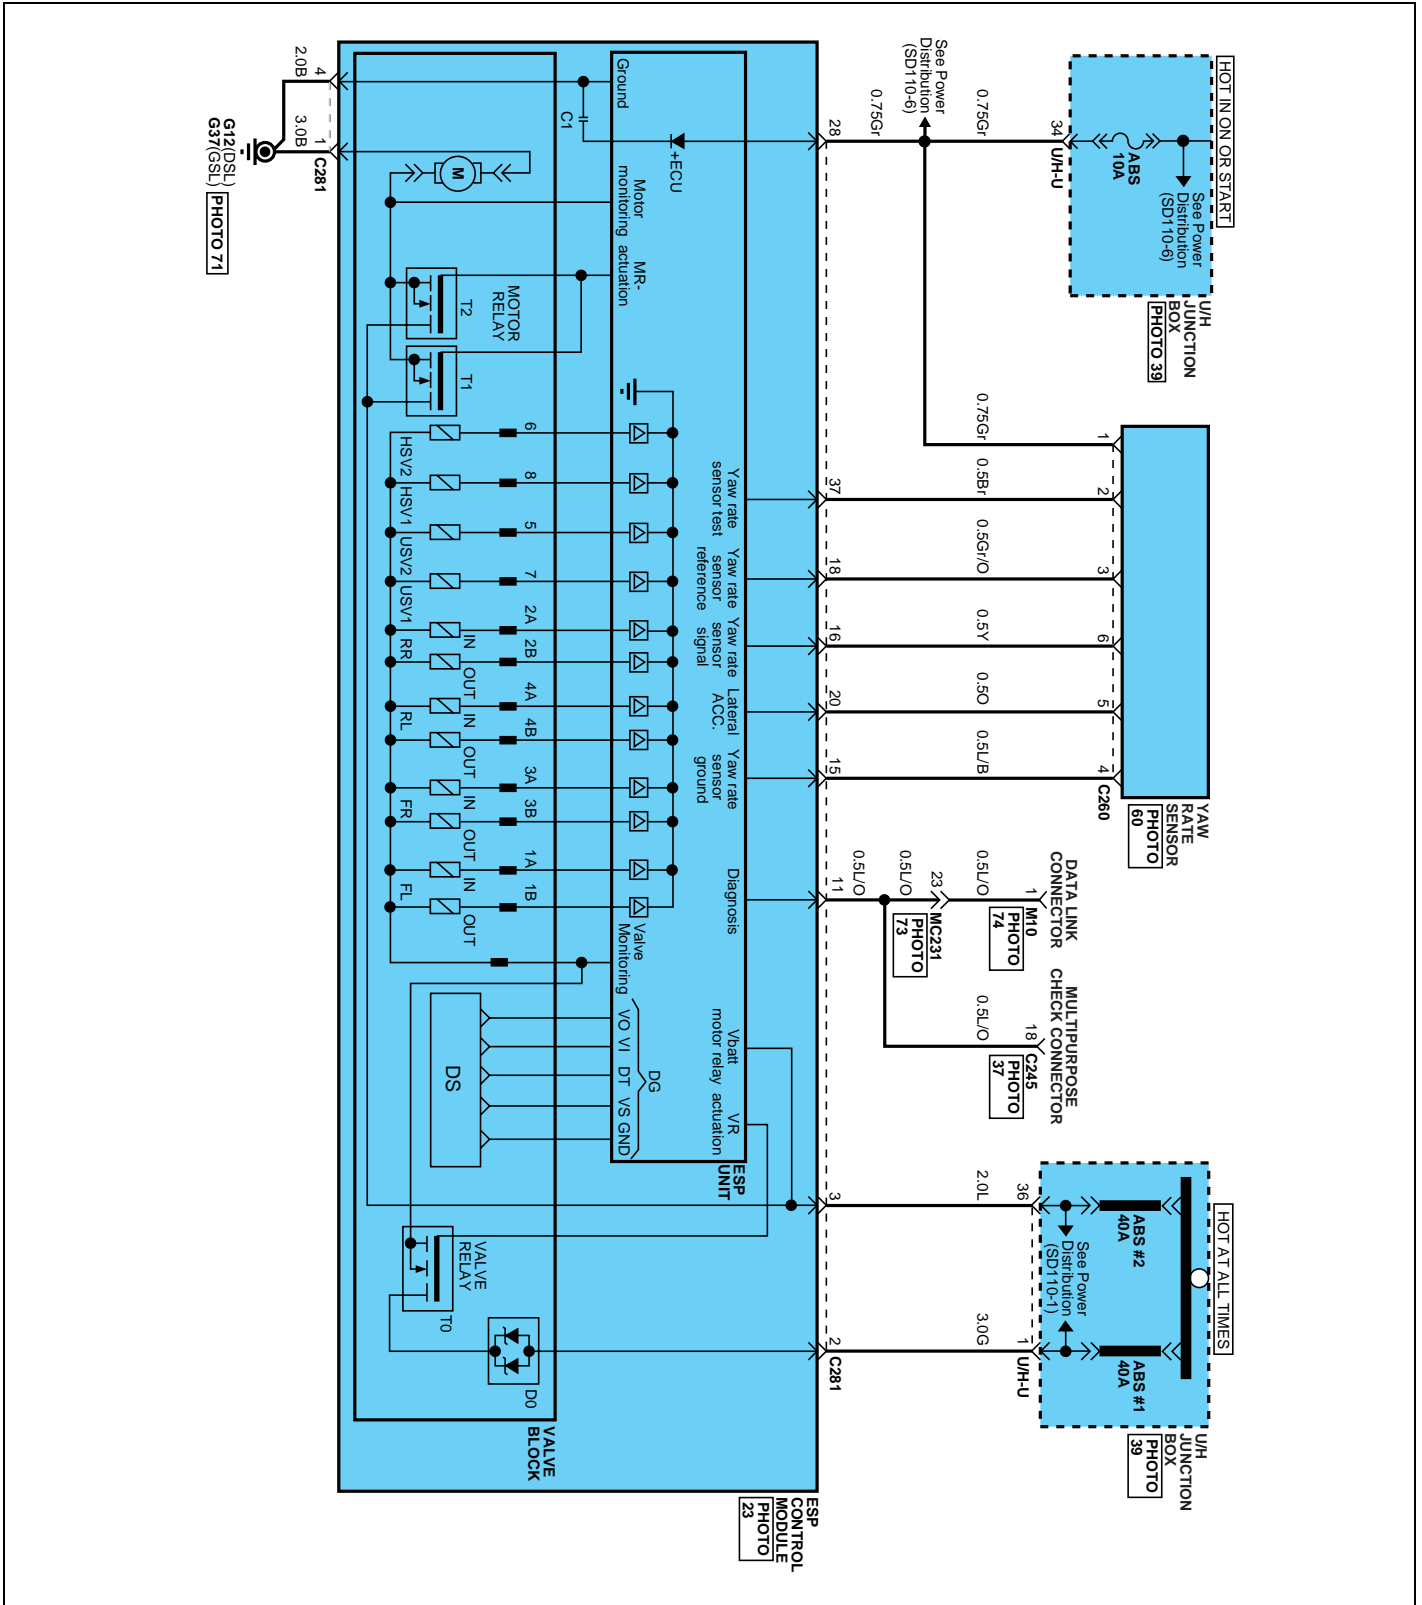 HOT IN ON OR START
See Power
Distribution
(SD110-6)
ABS
10A
U/H
JUNCTION
BOX
PHOTO 39
34
U/H-U
0.75Gr
See Power
Distribution
(SD110-6)
0.75Gr
28
0.75Gr
YAW
RATE
SENSOR
PHOTO
60
1
2
3
6
5
4
C260
0.5Br
0.5Gr/O
0.5Y
0.5O
0.5L/B
37
18
16
20
15
DATA LINK
CONNECTOR
1
M10
PHOTO
74
0.5L/O
23
MC231
PHOTO
73
0.5L/O
0.5L/O
11
MULTIPURPOSE
CHECK CONNECTOR
18
C245
PHOTO
37
0.5L/O
HOT AT ALL TIMES
ABS #2
40A
ABS #1
40A
See Power
Distribution
(SD110-1)
U/H
JUNCTION
BOX
PHOTO
39
36
1
U/H-U
2.0L
3.0G
3
2
C281
+ECU
Yaw rate
sensor test
Yaw rate
sensor
reference
Yaw rate
sensor
signal
Lateral
ACC.
Yaw rate
sensor
ground
Diagnosis
Vbatt
motor relay
VR
actuation
ESP
UNIT
Ground
C1
Motor
monitoring
MR-
actuation
Valve
Monitoring
VO
VI
DT
VS
GND
DG
M
MOTOR
RELAY
T2
T1
6
8
5
7
2A
2B
4A
4B
3A
3B
1A
1B
HSV2
HSV1
USV2
USV1
IN
RR
OUT
IN
RL
OUT
IN
FR
OUT
IN
FL
OUT
DS
VALVE
RELAY
T0
D0
VALVE
BLOCK
ESP
CONTROL
MODULE
PHOTO
23
4
1
C281
2.0B
3.0B
G12(DSL)
G37(GSL)
PHOTO 71